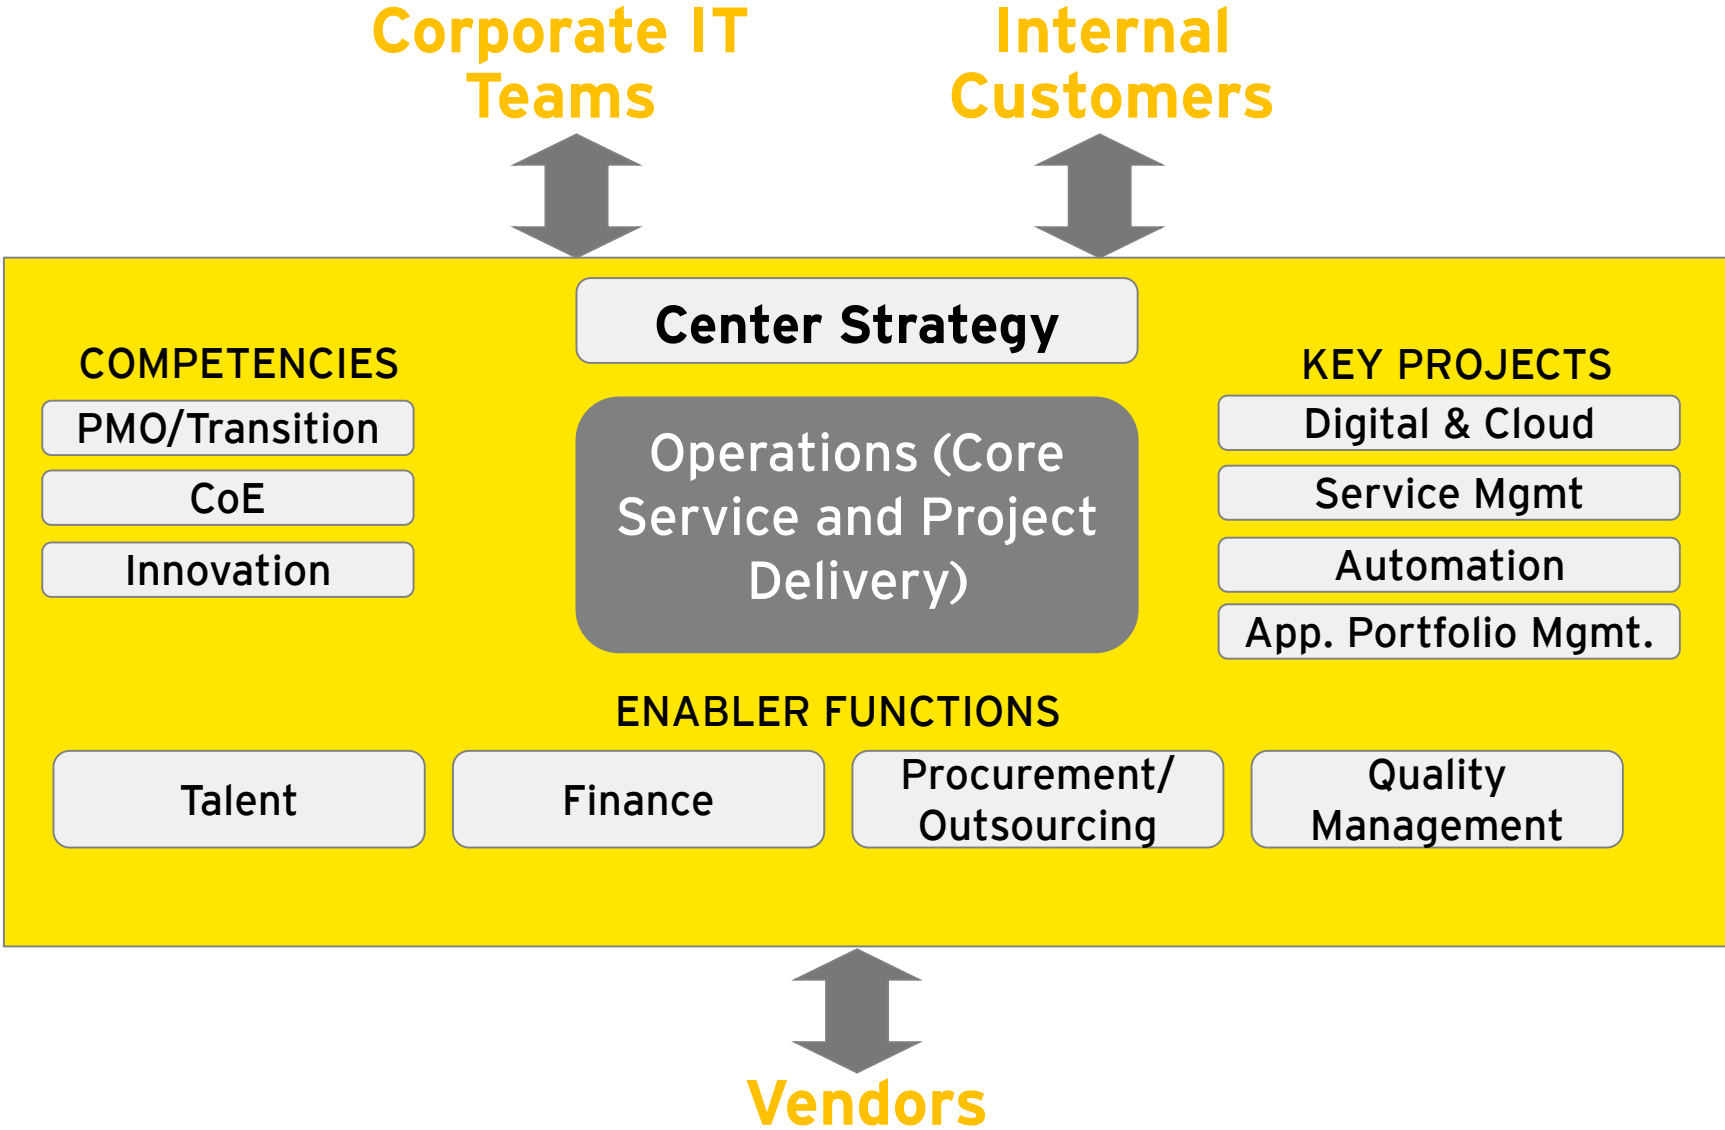 Corporate IT
Teams
Internal
Customers
Center Strategy
COMPETENCIES
PMO/Transition
CoE
Innovation
Operations (Core
Service and Project
Delivery)
KEY PROJECTS
Digital & Cloud
Service Mgmt
Automation
App. Portfolio Mgmt.
ENABLER FUNCTIONS
Talent
Finance
Procurement/
Outsourcing
Quality
Management
Vendors